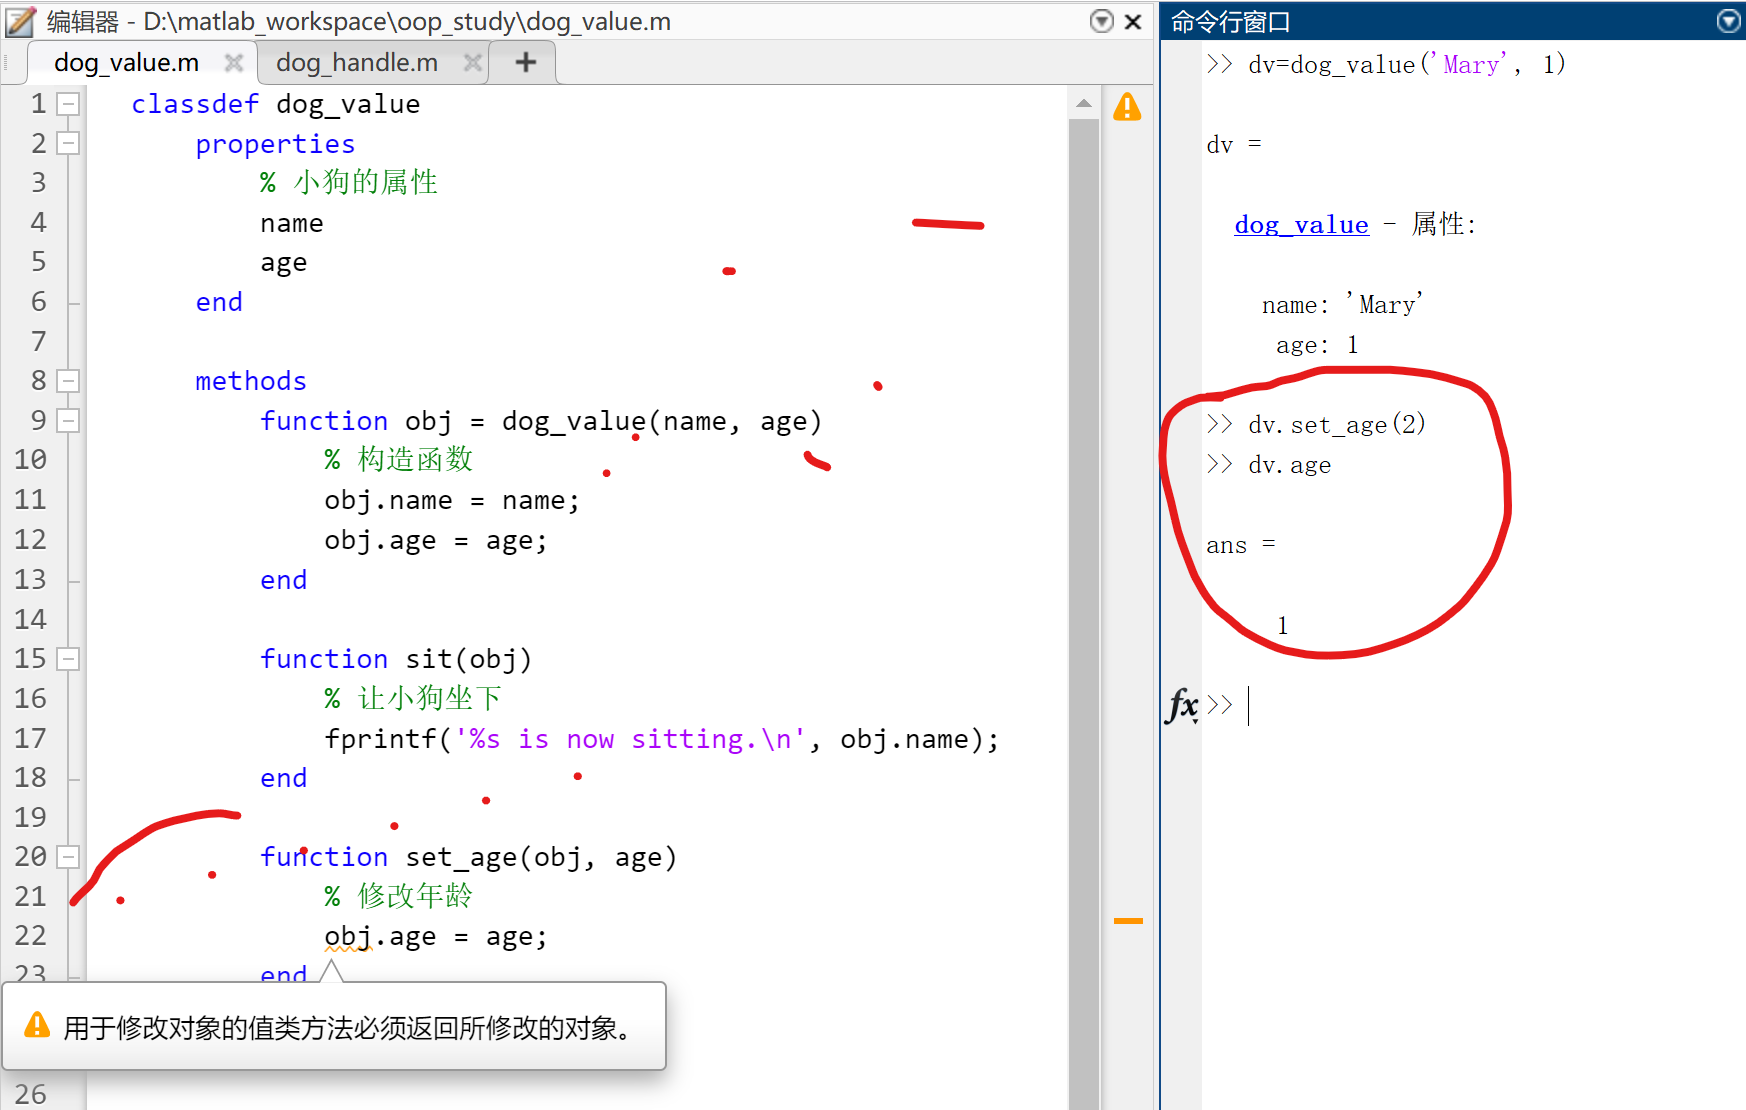 编辑器 - D:\matlab_workspace\oop_study\dog_value.m
dog_value.m
dog_handle.m
1 classdef dog_value
2 properties
3 % 小狗的属性
4 name
5 age
6 end
7
8 methods
9 function obj = dog_value(name, age)
10 % 构造函数
11 obj.name = name;
12 obj.age = age;
13 end
14
15 function sit(obj)
16 % 让小狗坐下
17 fprintf('%s is now sitting.\n', obj.name);
18 end
19
20 function set_age(obj, age)
21 % 修改年龄
22 obj.age = age;
23 end
用于修改对象的值类方法必须返回所修改的对象。
26
命令行窗口
>> dv=dog_value('Mary', 1)
dv =
dog_value - 属性:
name: 'Mary'
age: 1
>> dv.set_age(2)
>> dv.age
ans =
1
fx >>